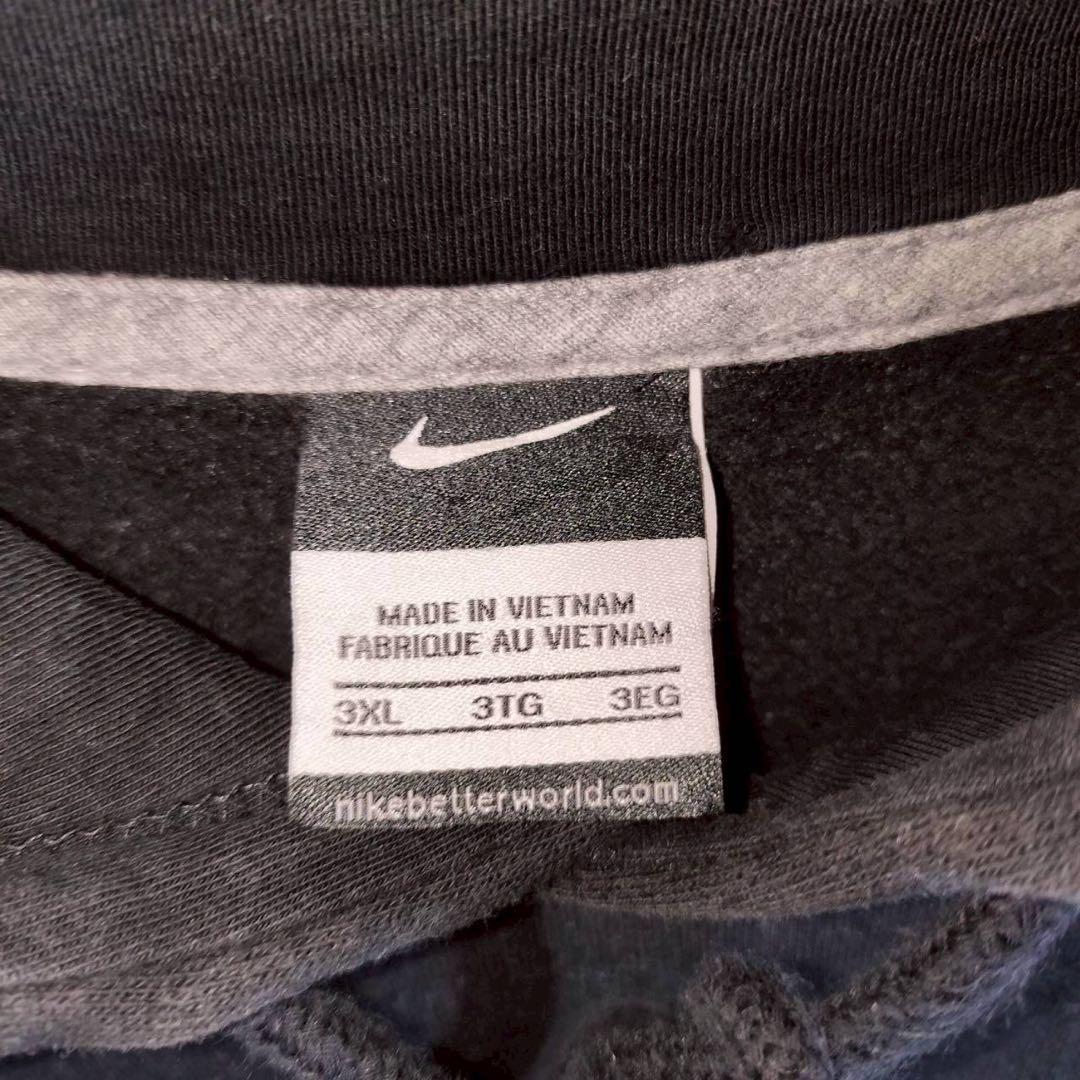 MADE IN VIETNAM
FABRIQUE AU VIETNAM
3XL 3TG 3EG
nikebetterworld.com